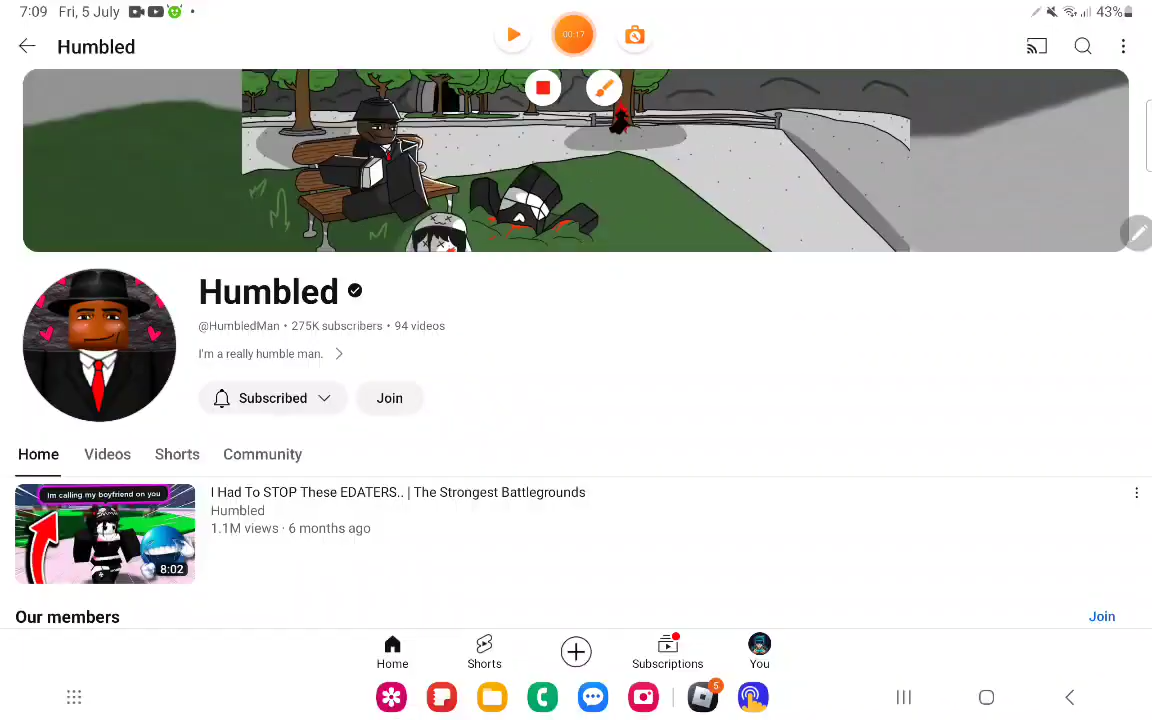 7:09 Fri, 5 July
43%
Humbled
00:17
Humbled
@HumbledMan • 275K subscribers • 94 videos
I'm a really humble man.
Subscribed
Join
Home Videos Shorts Community
Im calling my boyfriend on you
8:02
I Had To STOP These EDATERS.. | The Strongest Battlegrounds
Humbled
1.1M views · 6 months ago
Our members
Join
Home Shorts Subscriptions You
5